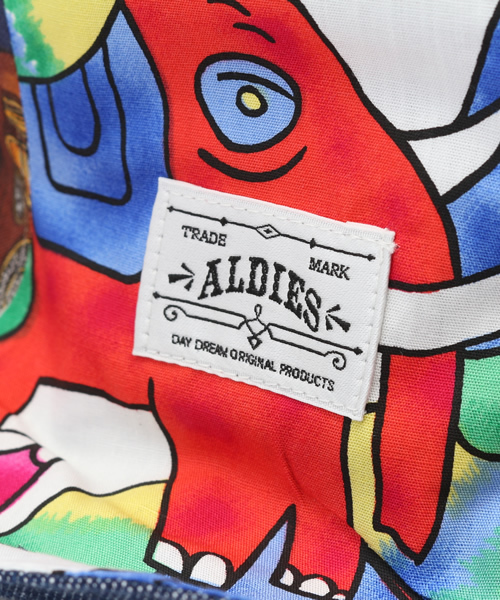 TRADE MARK
ALDIES
DAY DREAM ORIGINAL PRODUCTS